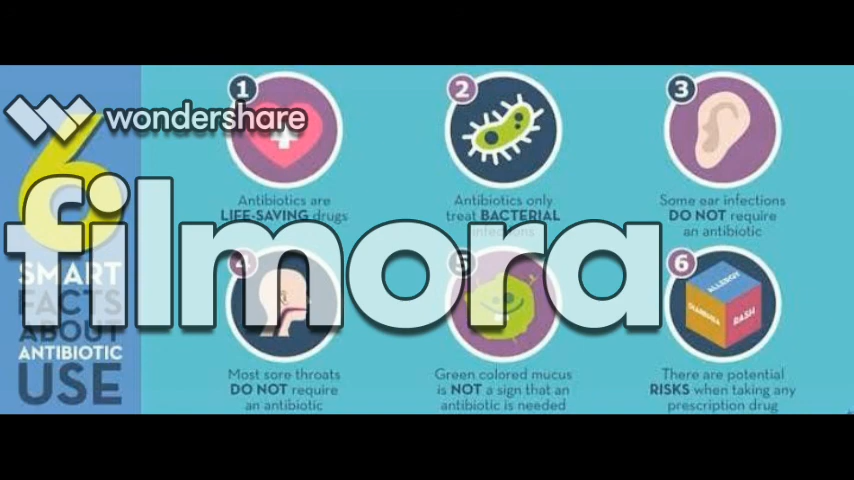 wondershare
filmora
6
SMART
FACTS
ABOUT
ANTIBIOTIC
USE
1
Antibiotics are
LIFE-SAVING drugs
2
Antibiotics only
treat BACTERIAL
infections
3
Some ear infections
DO NOT require
an antibiotic
4
Most sore throats
DO NOT require
an antibiotic
5
Green colored mucus
is NOT a sign that an
antibiotic is needed
6
ALLERGY
DIARRHEA
RASH
There are potential
RISKS when taking any
prescription drug